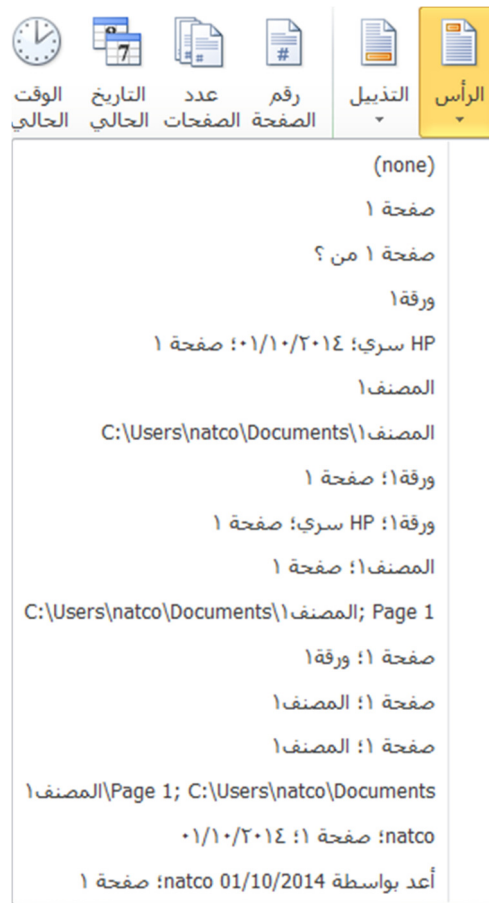 الرأس
التذييل
رقم الصفحة
عدد الصفحات
التاريخ الحالي
الوقت الحالي
(none)
صفحة ١
صفحة ١ من ؟
ورقة١
HP سري؛ ٠١/١٠/٢٠١٤؛ صفحة ١
المصنف١
C:\Users\natco\Documents\المصنف١
ورقة١؛ صفحة ١
ورقة١؛ HP سري؛ صفحة ١
المصنف١؛ صفحة ١
C:\Users\natco\Documents\المصنف١; Page 1
صفحة ١؛ ورقة١
صفحة ١؛ المصنف١
صفحة ١؛ المصنف١
Page 1; C:\Users\natco\Documents\المصنف١
natco؛ صفحة ١؛ ٠١/١٠/٢٠١٤
أعد بواسطة natco 01/10/2014؛ صفحة ١